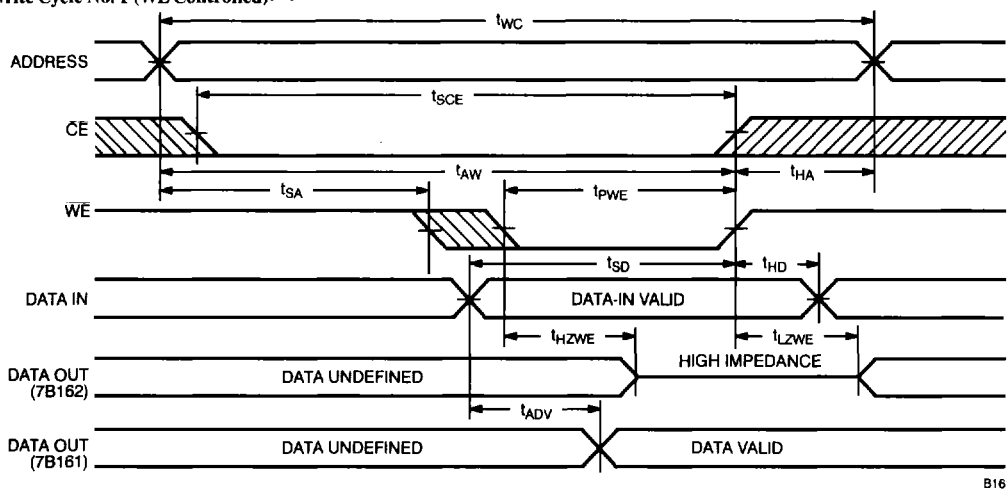 Write Cycle No. 1 (WE Controlled)
tWC
ADDRESS
tSCE
CE
tAW
tHA
tSA
tPWE
WE
tSD
tHD
DATA IN
DATA-IN VALID
tHZWE
tLZWE
HIGH IMPEDANCE
DATA OUT
(7B162)
DATA UNDEFINED
tADV
DATA OUT
(7B161)
DATA UNDEFINED
DATA VALID
B16